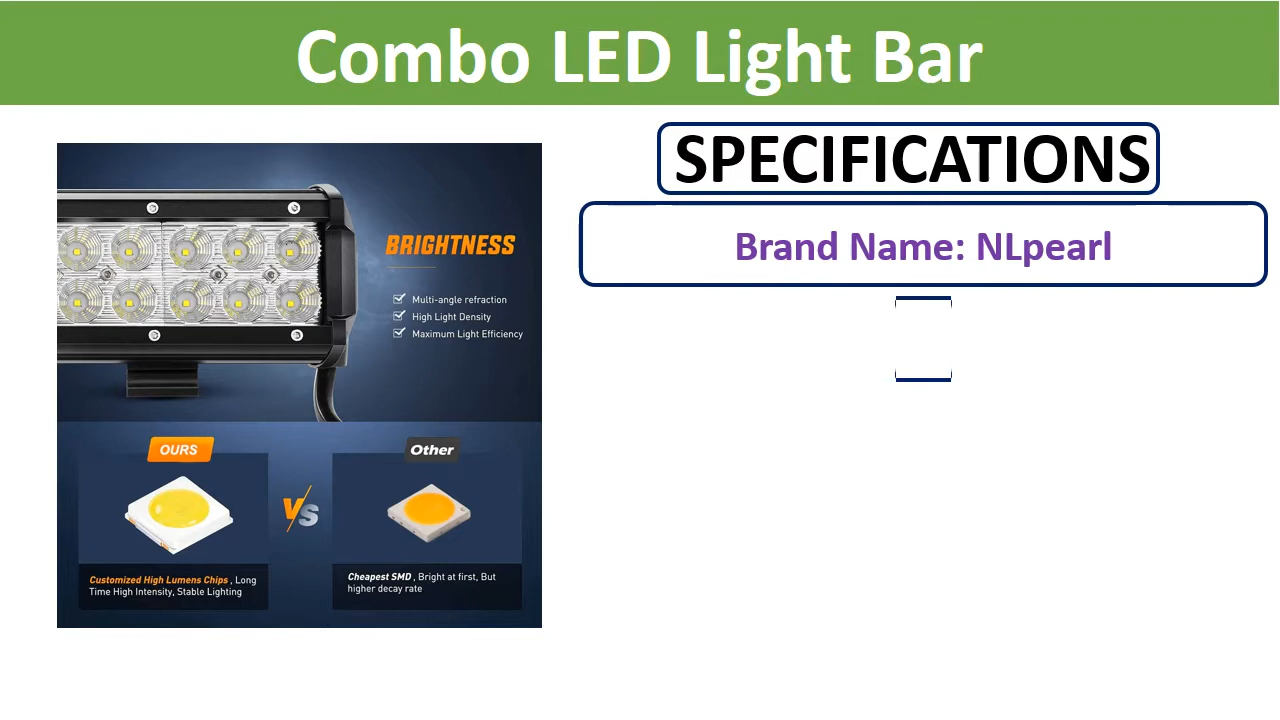 Combo LED Light Bar
SPECIFICATIONS
Brand Name: NLpearl
BRIGHTNESS
Multi-angle refraction
High Light Density
Maximum Light Efficiency
OURS
Other
VS
Customized High Lumens Chips , Long
Time High Intensity, Stable Lighting
Cheapest SMD , Bright at first, But
higher decay rate